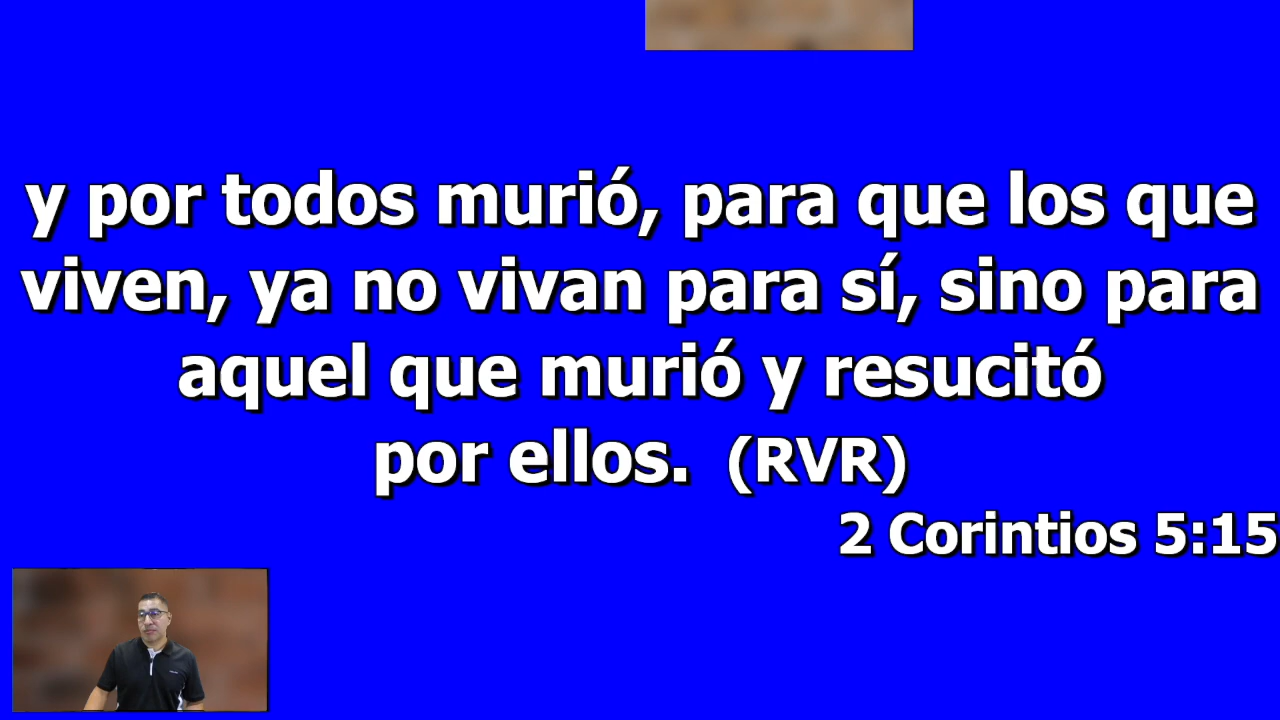 y por todos murió, para que los que
viven, ya no vivan para sí, sino para
aquel que murió y resucitó
por ellos. (RVR)
2 Corintios 5:15